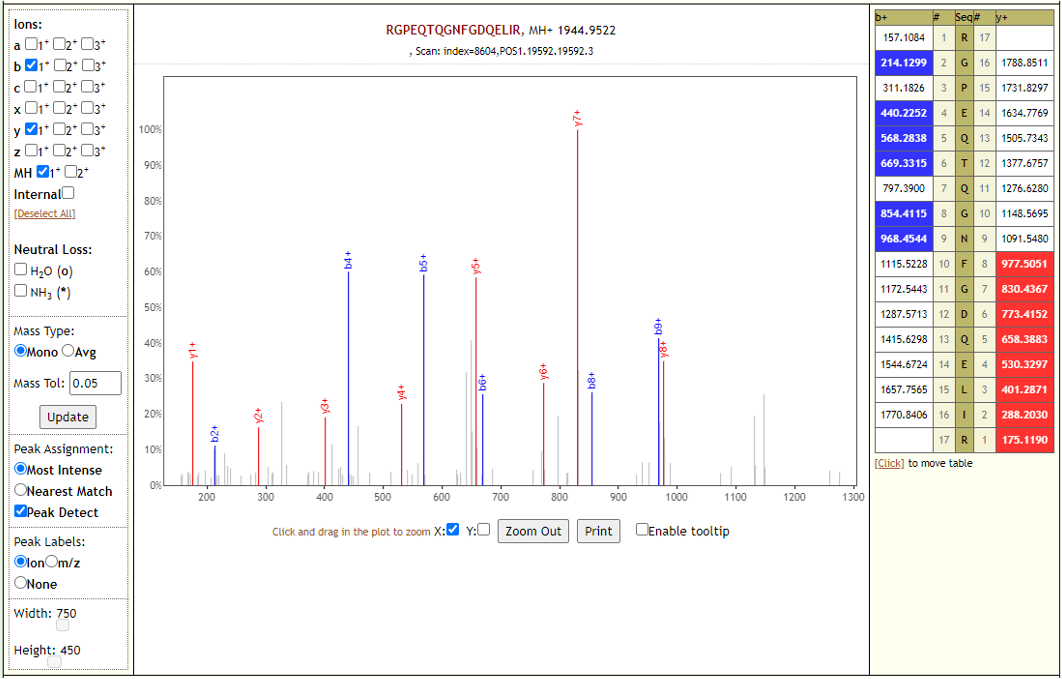 Ions:
a 1+ 2+ 3+
b 1+ 2+ 3+
c 1+ 2+ 3+
x 1+ 2+ 3+
y 1+ 2+ 3+
z 1+ 2+ 3+
MH 1+ 2+
Internal
[Deselect All]
Neutral Loss:
H2O (o)
NH3 (*)
Mass Type:
Mono Avg
Mass Tol: 0.05
Update
Peak Assignment:
Most Intense
Nearest Match
Peak Detect
Peak Labels:
Ion m/z
None
Width: 750
Height: 450
RGPEQTQGNFGDQELIR, MH+ 1944.9522
, Scan: index=8604,POS1.19592.19592.3
100%
90%
80%
70%
60%
50%
40%
30%
20%
10%
0%
y1+
b2+
y2+
y3+
b4+
y4+
b5+
y5+
b6+
y6+
y7+
b8+
b9+
y8+
200 300 400 500 600 700 800 900 1000 1100 1200 1300
Click and drag in the plot to zoom X: Y: Zoom Out Print Enable tooltip
b+ # Seq # y+
157.1084 1 R 17
214.1299 2 G 16 1788.8511
311.1826 3 P 15 1731.8297
440.2252 4 E 14 1634.7769
568.2838 5 Q 13 1505.7343
669.3315 6 T 12 1377.6757
797.3900 7 Q 11 1276.6280
854.4115 8 G 10 1148.5695
968.4544 9 N 9 1091.5480
1115.5228 10 F 8 977.5051
1172.5443 11 G 7 830.4367
1287.5713 12 D 6 773.4152
1415.6298 13 Q 5 658.3883
1544.6724 14 E 4 530.3297
1657.7565 15 L 3 401.2871
1770.8406 16 I 2 288.2030
17 R 1 175.1190
[Click] to move table